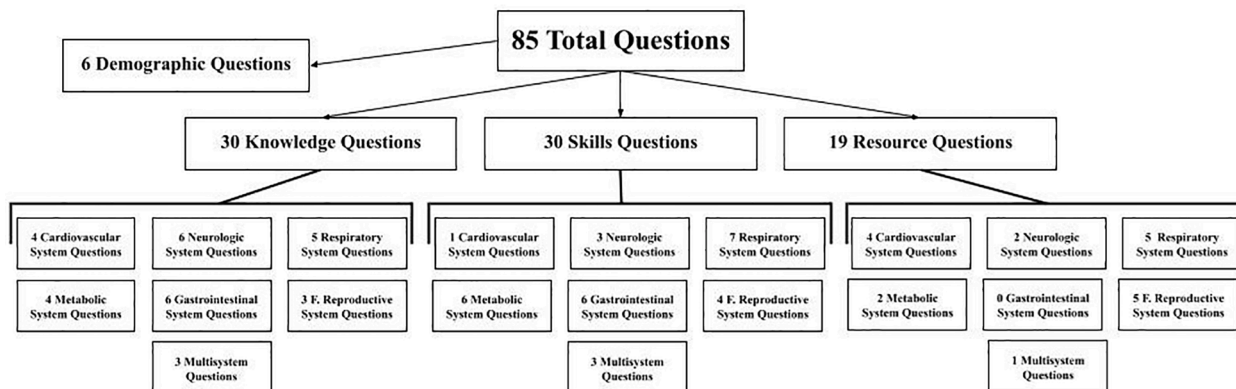 85 Total Questions
6 Demographic Questions
30 Knowledge Questions
30 Skills Questions
19 Resource Questions
4 Cardiovascular
System Questions
6 Neurologic
System Questions
5 Respiratory
System Questions
4 Metabolic
System Questions
6 Gastrointestinal
System Questions
3 F. Reproductive
System Questions
3 Multisystem
Questions
1 Cardiovascular
System Questions
3 Neurologic
System Questions
7 Respiratory
System Questions
6 Metabolic
System Questions
6 Gastrointestinal
System Questions
4 F. Reproductive
System Questions
3 Multisystem
Questions
4 Cardiovascular
System Questions
2 Neurologic
System Questions
5 Respiratory
System Questions
2 Metabolic
System Questions
0 Gastrointestinal
System Questions
5 F. Reproductive
System Questions
1 Multisystem
Questions